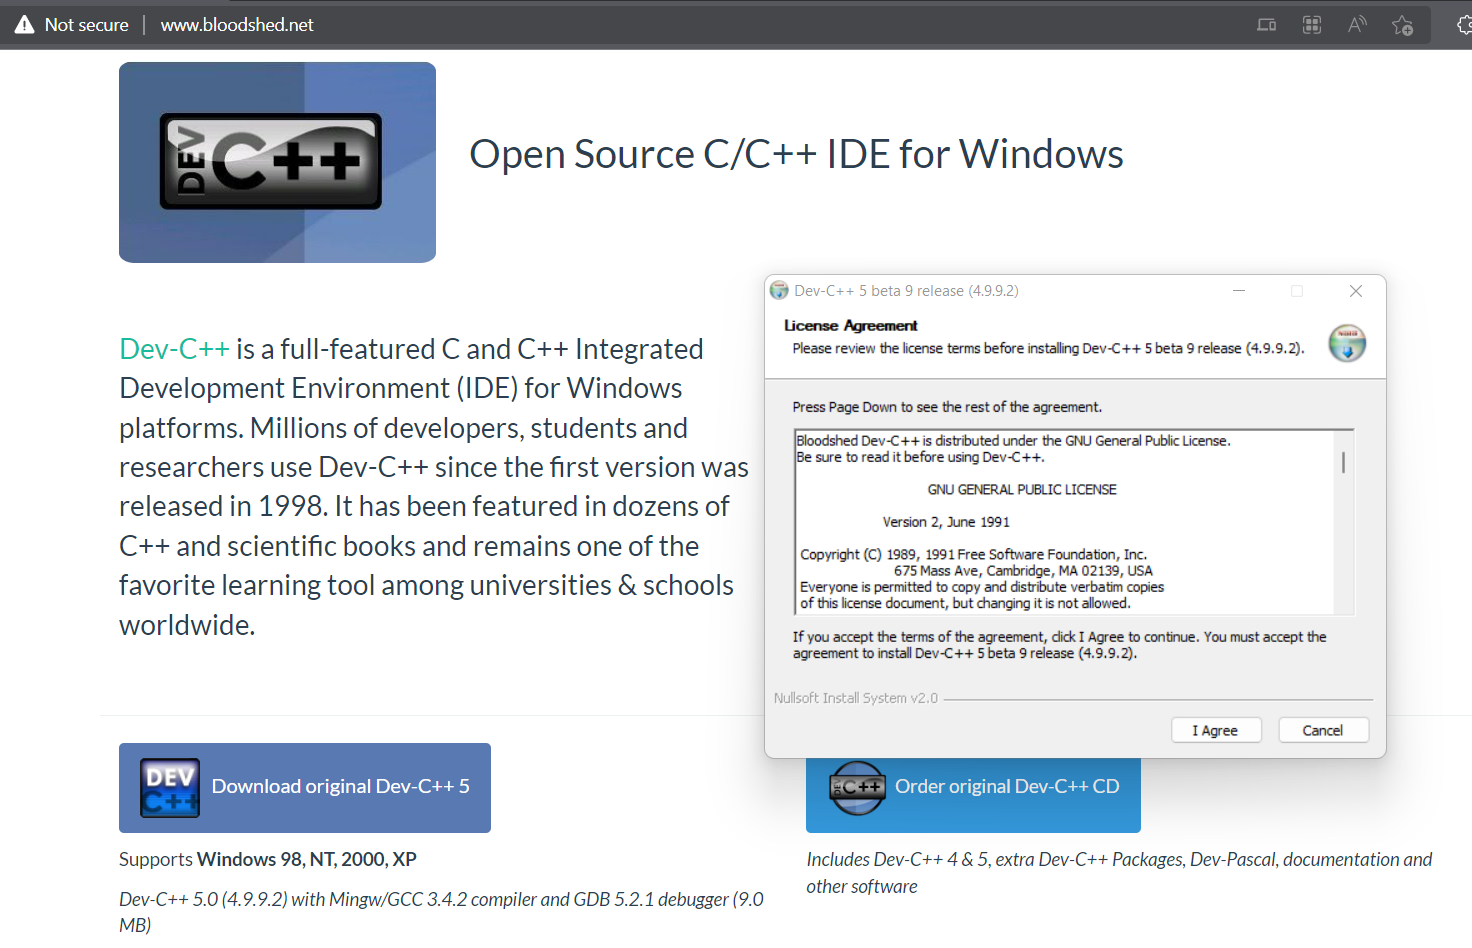 Not secure www.bloodshed.net
DEV C++
Open Source C/C++ IDE for Windows
Dev-C++ is a full-featured C and C++ Integrated
Development Environment (IDE) for Windows
platforms. Millions of developers, students and
researchers use Dev-C++ since the first version was
released in 1998. It has been featured in dozens of
C++ and scientific books and remains one of the
favorite learning tool among universities & schools
worldwide.
Dev-C++ 5 beta 9 release (4.9.9.2)
License Agreement
Please review the license terms before installing Dev-C++ 5 beta 9 release (4.9.9.2).
Press Page Down to see the rest of the agreement.
Bloodshed Dev-C++ is distributed under the GNU General Public License.
Be sure to read it before using Dev-C++.
GNU GENERAL PUBLIC LICENSE
Version 2, June 1991
Copyright (C) 1989, 1991 Free Software Foundation, Inc.
675 Mass Ave, Cambridge, MA 02139, USA
Everyone is permitted to copy and distribute verbatim copies
of this license document, but changing it is not allowed.
If you accept the terms of the agreement, click I Agree to continue. You must accept the
agreement to install Dev-C++ 5 beta 9 release (4.9.9.2).
Nullsoft Install System v2.0
I Agree Cancel
DEV
C++
Download original Dev-C++ 5
Supports Windows 98, NT, 2000, XP
Dev-C++ 5.0 (4.9.9.2) with Mingw/GCC 3.4.2 compiler and GDB 5.2.1 debugger (9.0
MB)
DEV C++
Order original Dev-C++ CD
Includes Dev-C++ 4 & 5, extra Dev-C++ Packages, Dev-Pascal, documentation and
other software